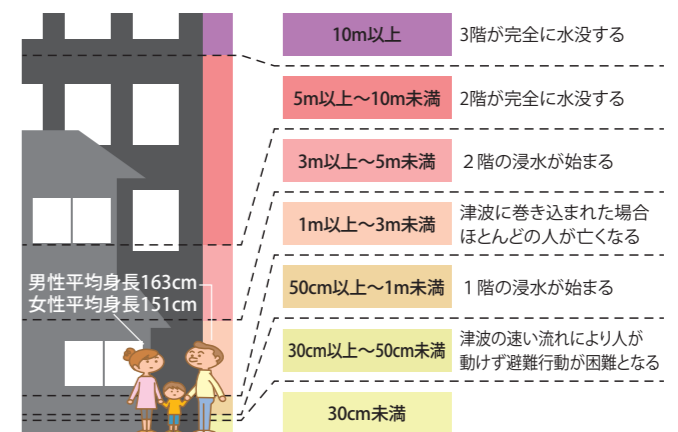 10m以上 3階が完全に水没する
5m以上～10m未満 2階が完全に水没する
3m以上～5m未満 ２階の浸水が始まる
1m以上～3m未満 津波に巻き込まれた場合
ほとんどの人が亡くなる
男性平均身長163cm
女性平均身長151cm
50cm以上～1m未満 １階の浸水が始まる
30cm以上～50cm未満 津波の速い流れにより人が
動けず避難行動が困難となる
30cm未満